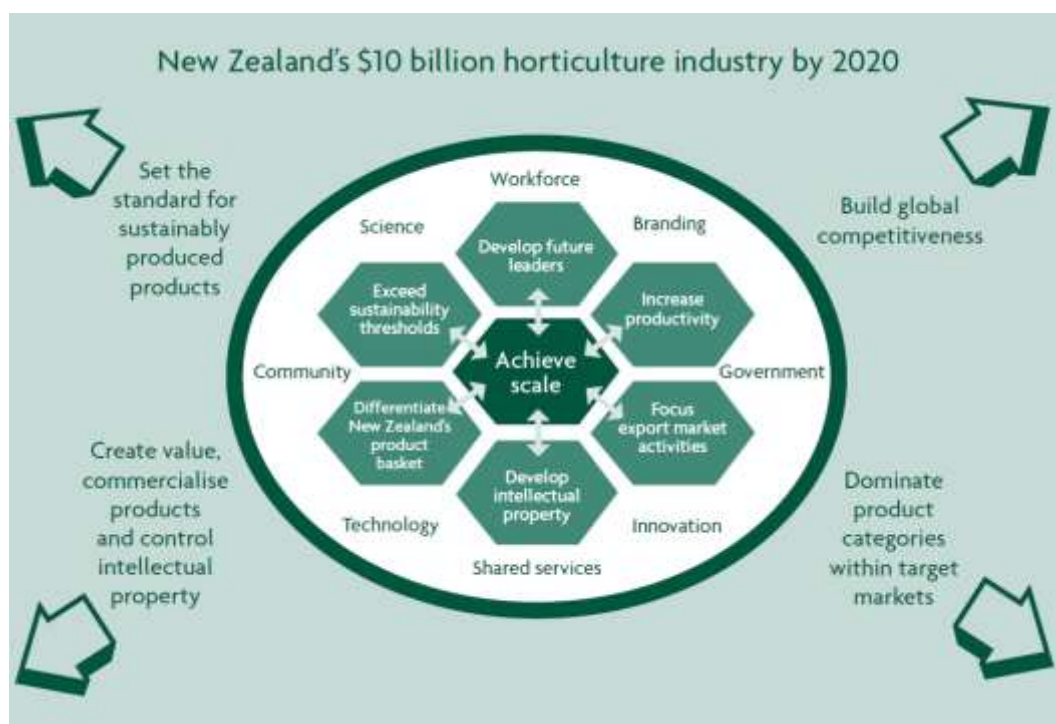 New Zealand's $10 billion horticulture industry by 2020
Set the
standard for
sustainably
produced
products
Build global
competitiveness
Workforce
Science
Branding
Develop future
leaders
Exceed
sustainability
thresholds
Increase
productivity
Achieve
scale
Community
Government
Differentiate
New Zealand's
product
basket
Focus
export market
activities
Develop
intellectual
property
Technology
Innovation
Shared services
Create value,
commercialise
products
and control
intellectual
property
Dominate
product
categories
within target
markets